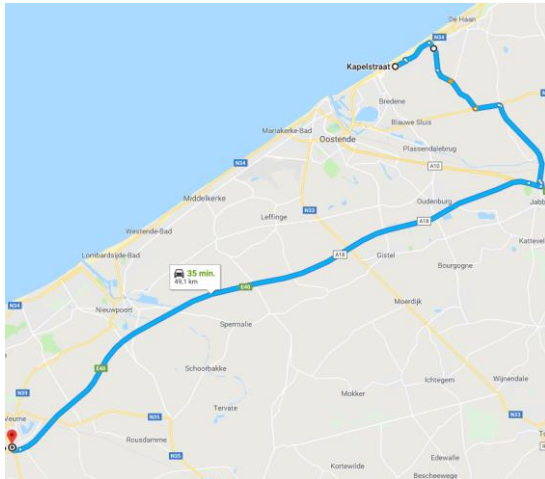 De Haan
N34
Kapelstraat
Bredene
Blauwe Sluis
Mariakerke-Bad
Oostende
Plassendalebrug
N34
A10
Jabb
Middelkerke
Oudenburg
N33
Leffinge
A18
Kattevel
Westende-Bad
A18
Gistel
Lombardsijde-Bad
Bourgogne
35 min.
49,1 km
E40
N34
Nieuwpoort
Moerdijk
Spermalie
E40
Schoorbakke
Ichtegem
Wijnendale
N39
Mokker
Tervate
Veurne
N35
N33
Rousdamme
N35
Kortewilde
Edewalle
Bescheewege